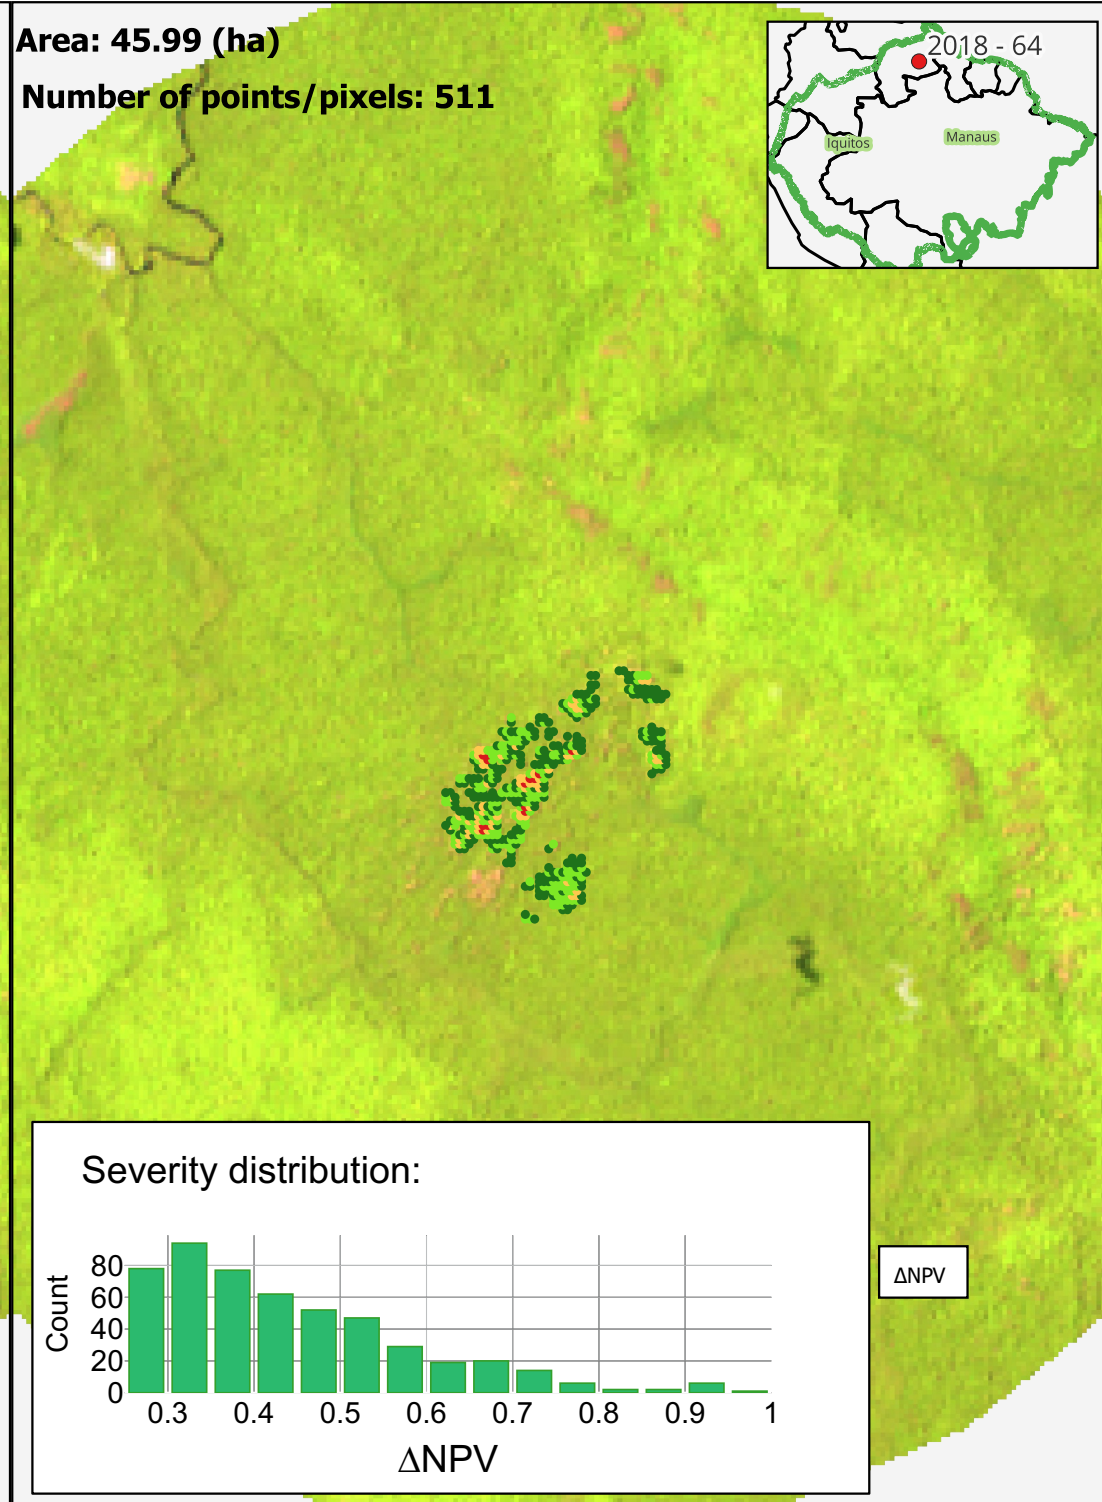 Area: 45.99 (ha)
Number of points/pixels: 511
2018 - 64
Iquitos
Manaus
Severity distribution:
Count
80
60
40
20
0
0.3 0.4 0.5 0.6 0.7 0.8 0.9 1
ΔNPV
ΔNPV